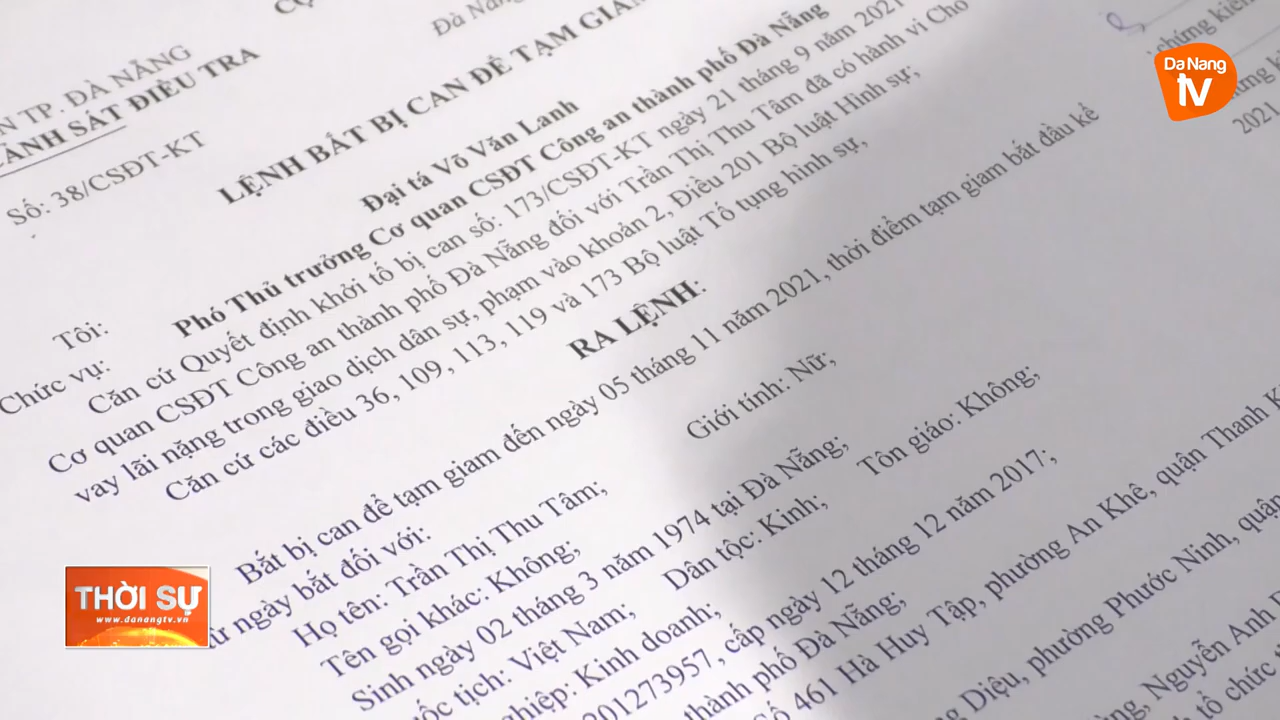 Da Nang
tv
TP. ĐÀ NẴNG
CẢNH SÁT ĐIỀU TRA
Số: 38/CSĐT-KT
Đà Nẵng
LỆNH BẮT BỊ CAN ĐỂ TẠM GIAM
Tôi: Đại tá Võ Văn Lanh
Chức vụ: Phó Thủ trưởng Cơ quan CSĐT Công an thành phố Đà Nẵng
Căn cứ Quyết định khởi tố bị can số: 173/CSĐT-KT ngày 21 tháng 9 năm 2021
Cơ quan CSĐT Công an thành phố Đà Nẵng đối với Trần Thị Thu Tâm đã có hành vi Cho
vay lãi nặng trong giao dịch dân sự, phạm vào khoản 2, Điều 201 Bộ luật Hình sự;
Căn cứ các điều 36, 109, 113, 119 và 173 Bộ luật Tố tụng hình sự,
RA LỆNH:
Bắt bị can để tạm giam đến ngày 05 tháng 11 năm 2021, thời điểm tạm giam bắt đầu kể
từ ngày bắt đối với:
Họ tên: Trần Thị Thu Tâm; Giới tính: Nữ;
Tên gọi khác: Không;
Sinh ngày 02 tháng 3 năm 1974 tại Đà Nẵng;
quốc tịch: Việt Nam; Dân tộc: Kinh; Tôn giáo: Không;
nghiệp: Kinh doanh;
201273957, cấp ngày 12 tháng 12 năm 2017;
thành phố Đà Nẵng;
Số 461 Hà Huy Tập, phường An Khê, quận Thanh
Diệu, phường Phước Ninh, quận
Nguyễn Anh
tổ chức
chứng kiến
2021
THỜI SỰ
www.danangtv.vn